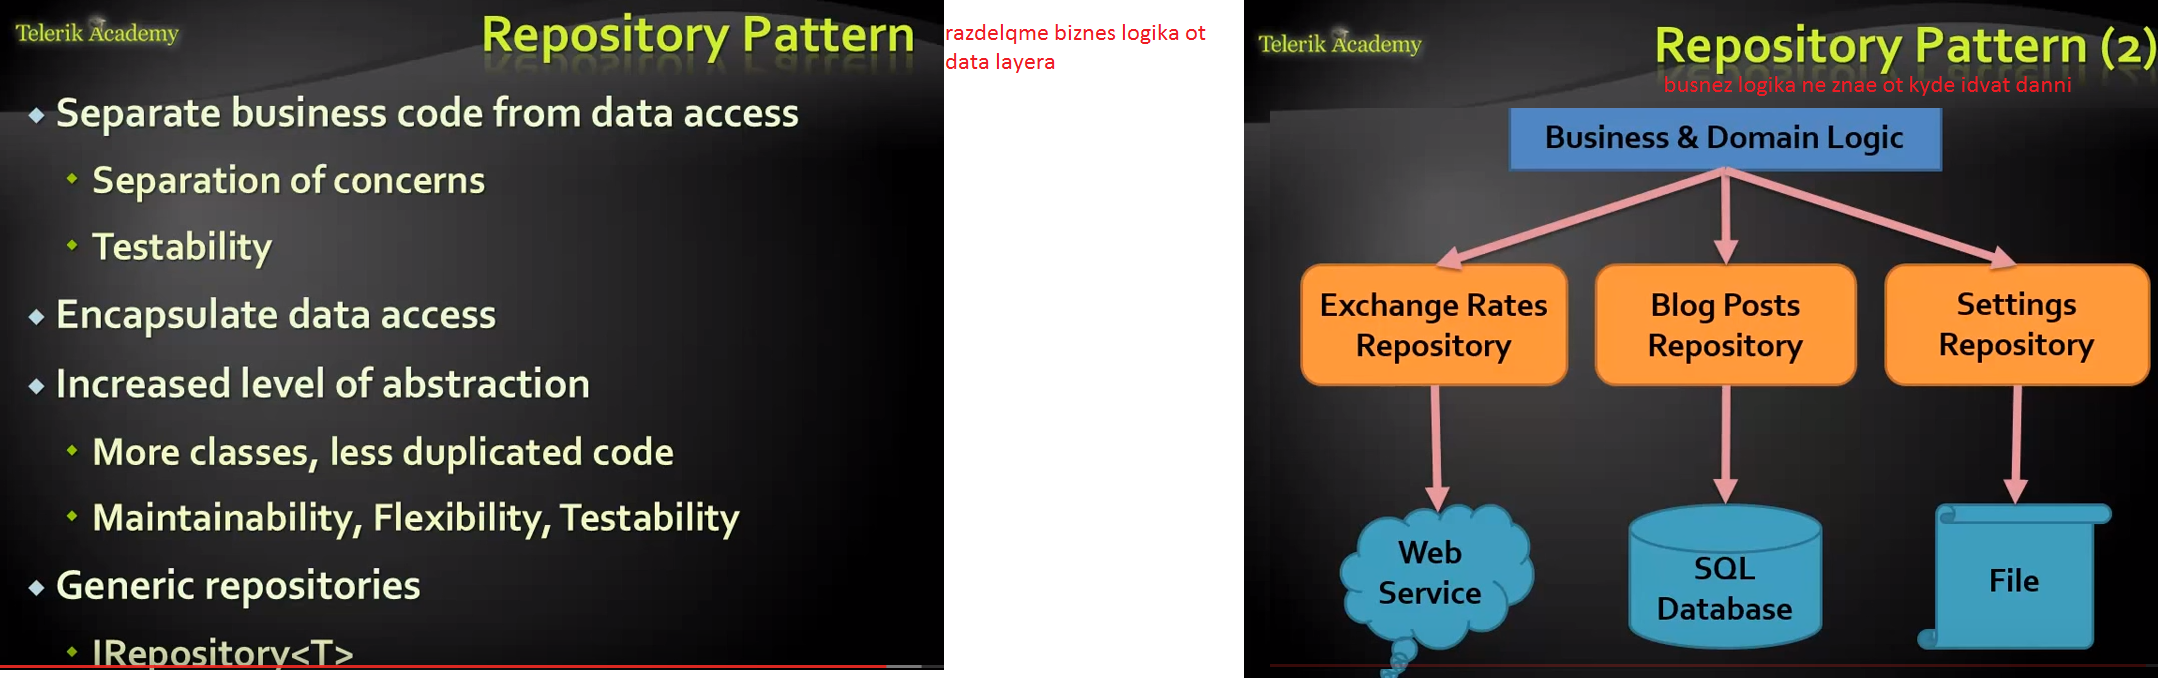 Telerik Academy
Repository Pattern
Separate business code from data access
Separation of concerns
Testability
Encapsulate data access
Increased level of abstraction
More classes, less duplicated code
Maintainability, Flexibility, Testability
Generic repositories
IRepository<T>
razdelqme biznes logika ot
data layera
Telerik Academy
Repository Pattern (2)
busnez logika ne znae ot kyde idvat danni
Business & Domain Logic
Exchange Rates
Repository
Blog Posts
Repository
Settings
Repository
Web
Service
SQL
Database
File